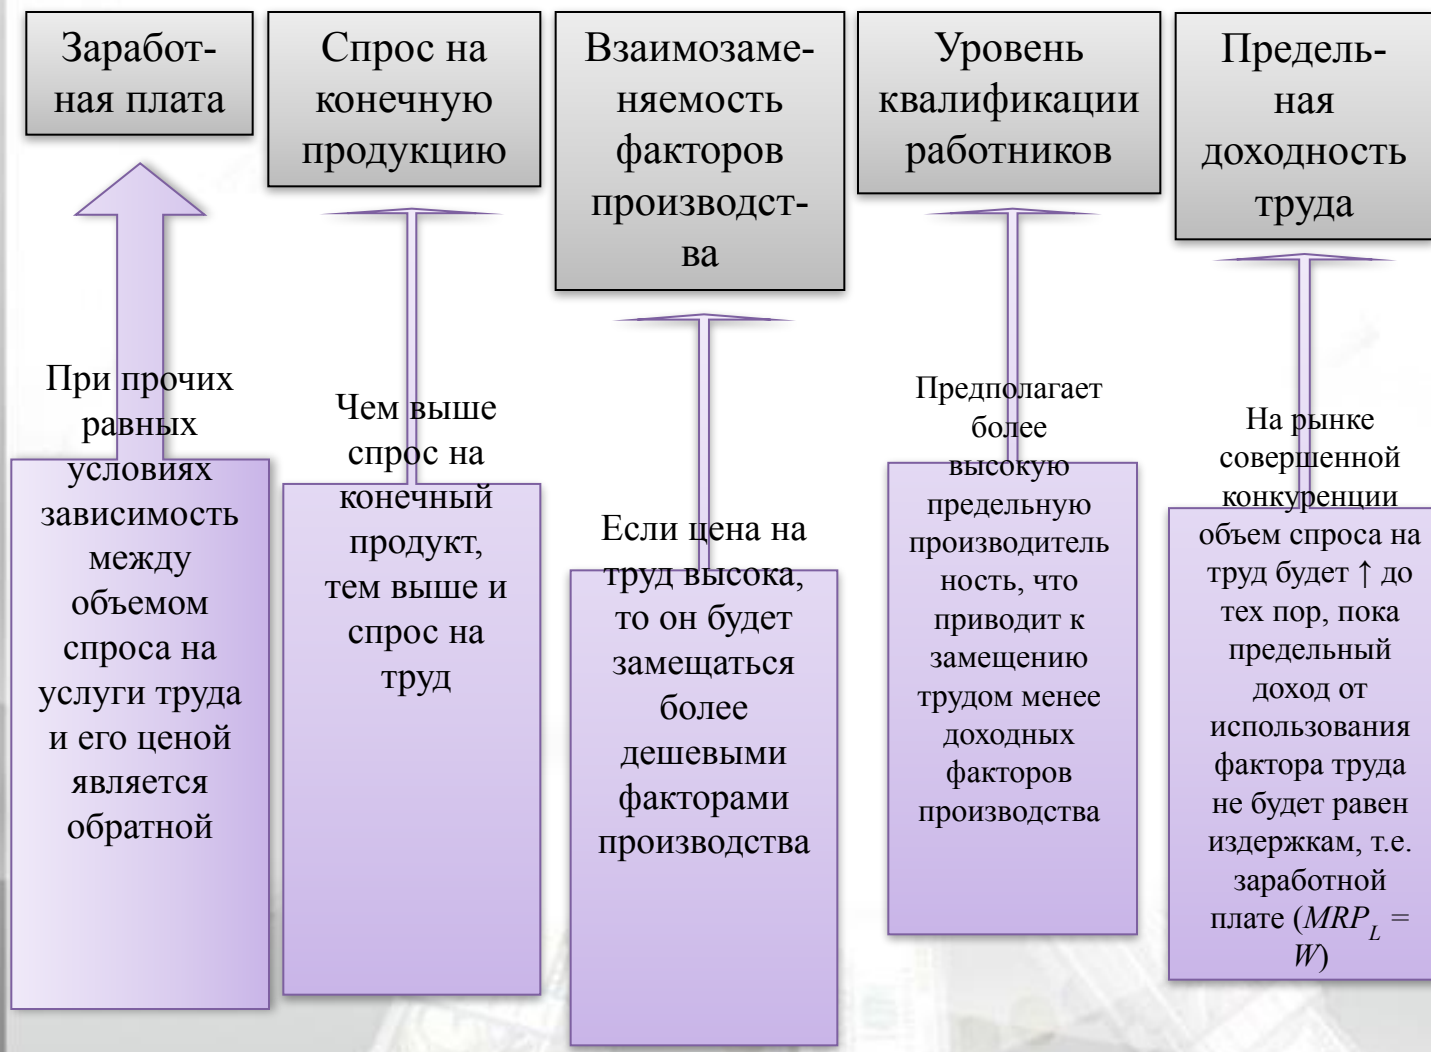 Заработ-
ная плата
Спрос на
конечную
продукцию
Взаимозаме-
няемость
факторов
производст-
ва
Уровень
квалификации
работников
Предель-
ная
доходность
труда
При прочих
равных
условиях
зависимость
между
объемом
спроса на
услуги труда
и его ценой
является
обратной
Чем выше
спрос на
конечный
продукт,
тем выше и
спрос на
труд
Если цена на
труд высока,
то он будет
замещаться
более
дешевыми
факторами
производства
Предполагает
более
высокую
предельную
производитель
ность, что
приводит к
замещению
трудом менее
доходных
факторов
производства
На рынке
совершенной
конкуренции
объем спроса на
труд будет ↑ до
тех пор, пока
предельный
доход от
использования
фактора труда
не будет равен
издержкам, т.е.
заработной
плате (MRP_L =
W)